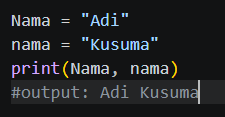 Nama = "Adi"
nama = "Kusuma"
print(Nama, nama)
#output: Adi Kusuma